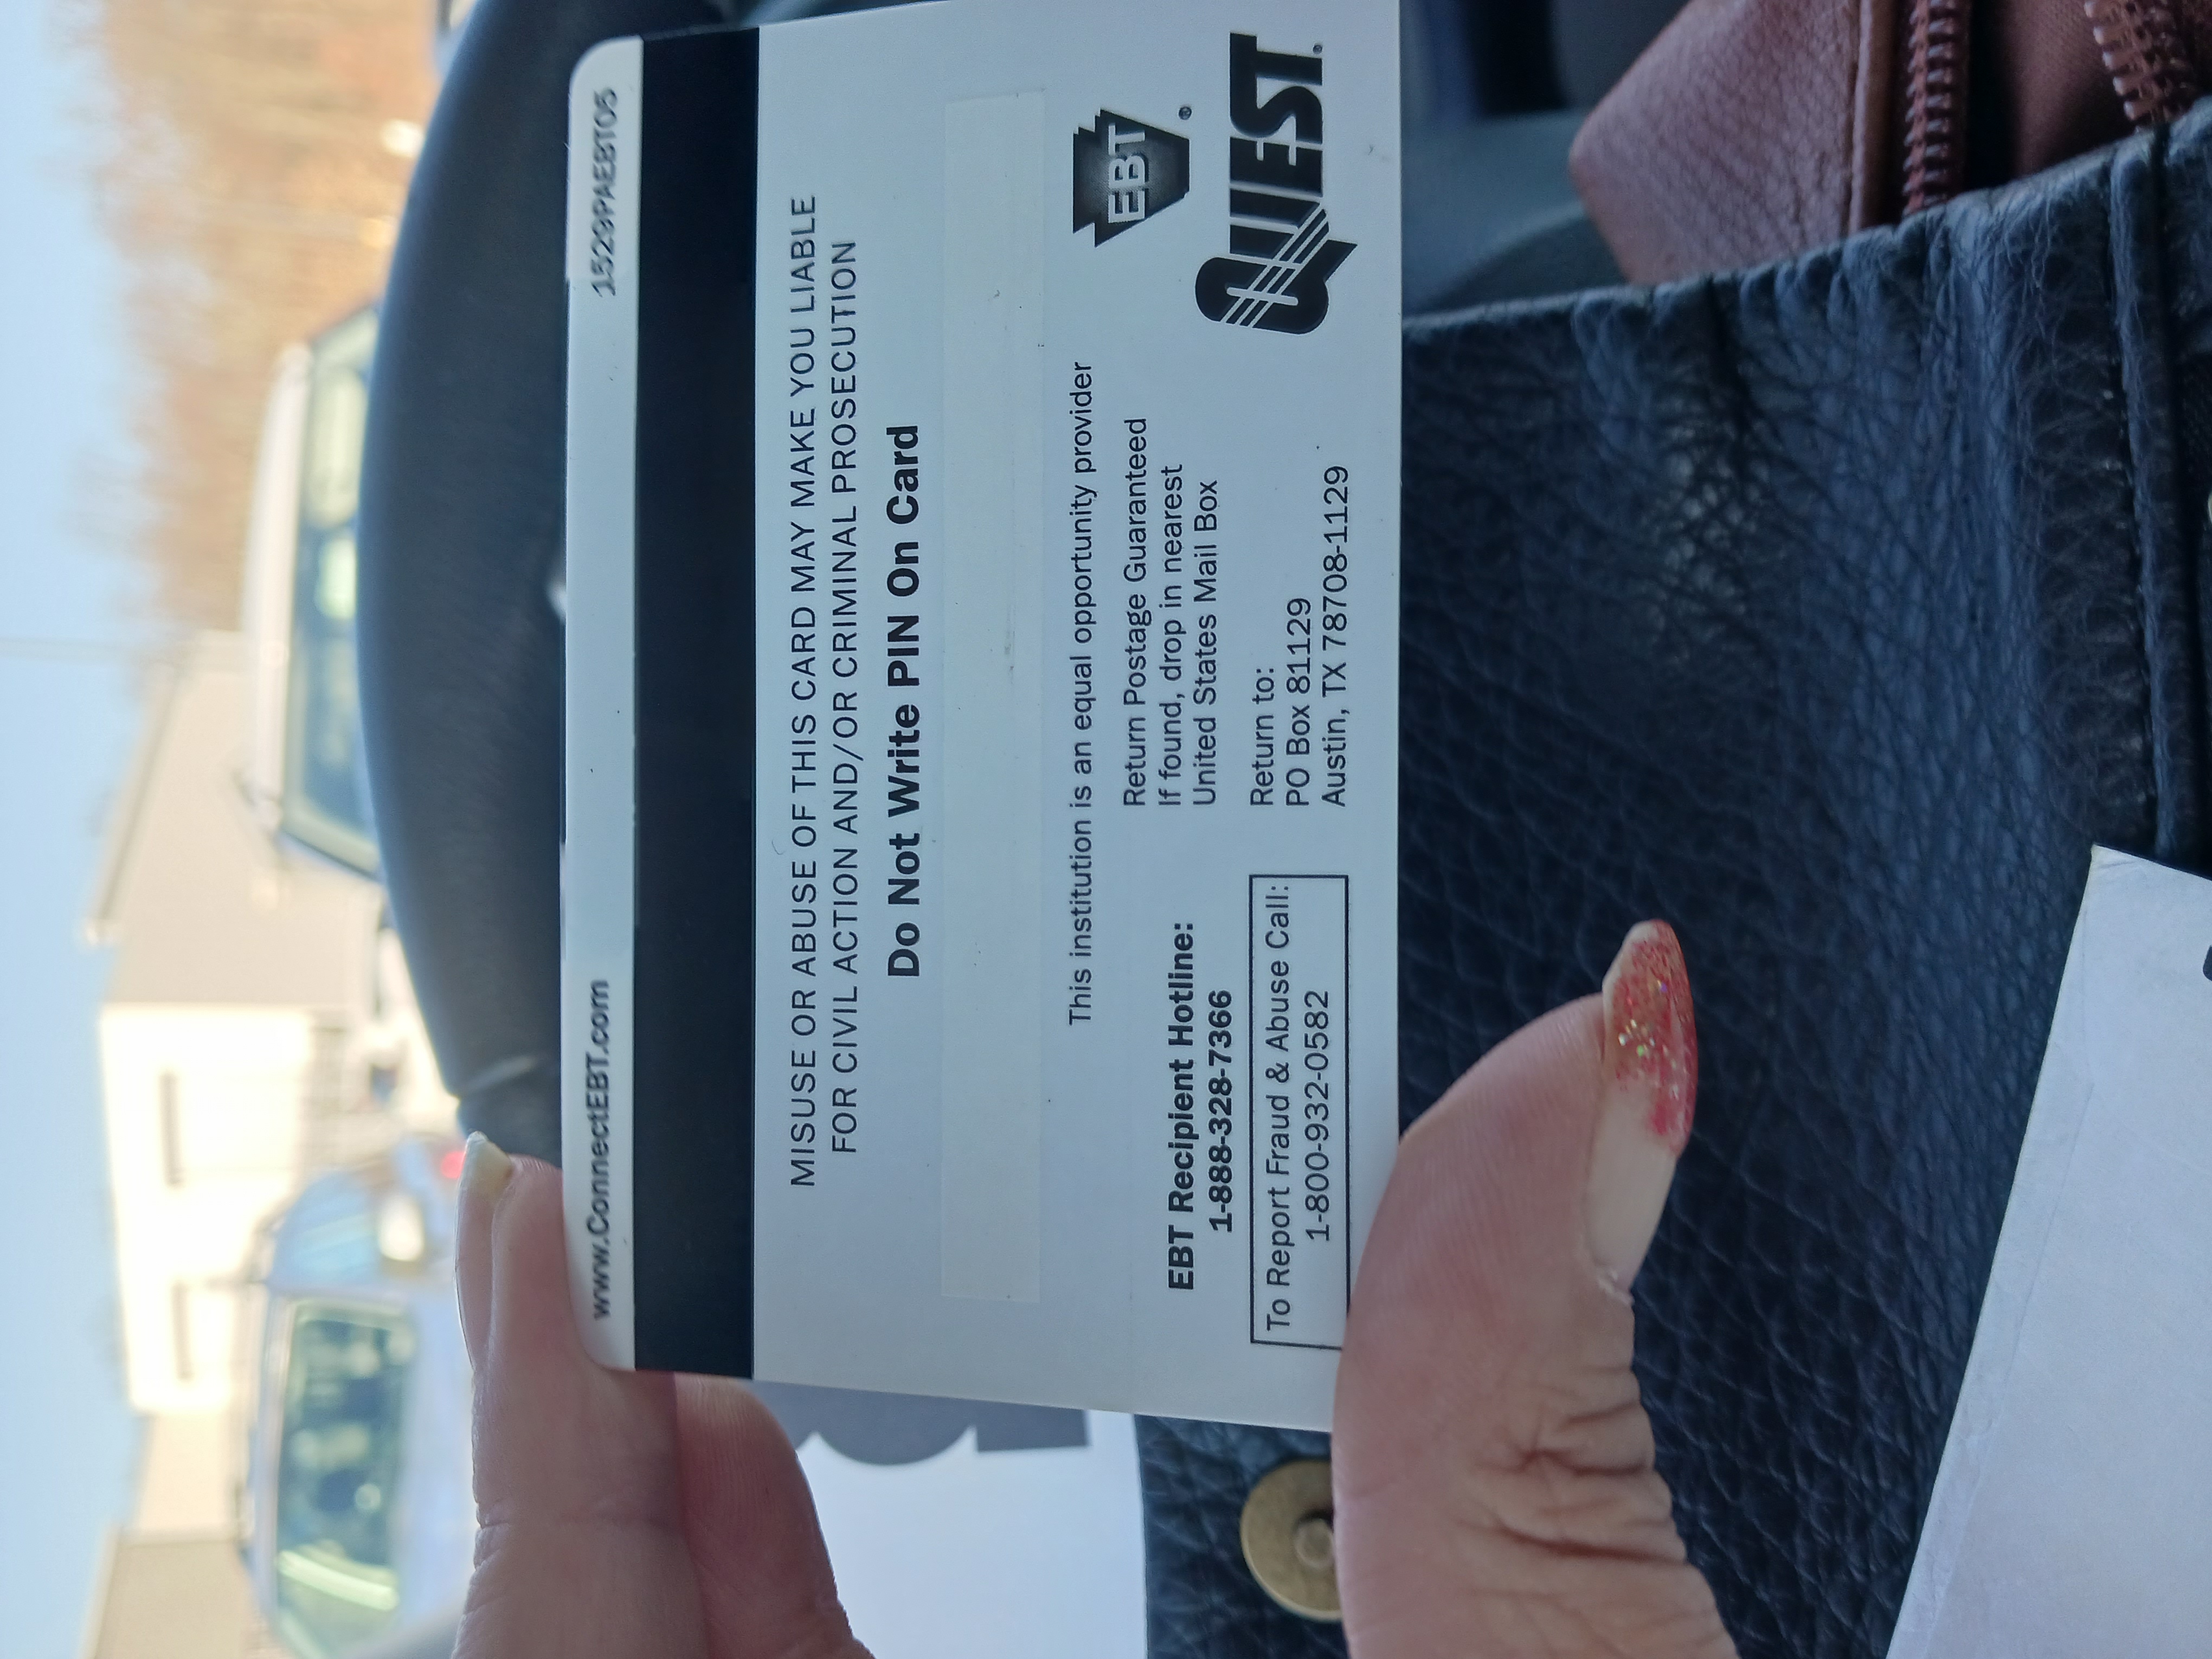 www.ConnectEBT.com 1529PAEBT05
MISUSE OR ABUSE OF THIS CARD MAY MAKE YOU LIABLE
FOR CIVIL ACTION AND/OR CRIMINAL PROSECUTION
Do Not Write PIN On Card
This institution is an equal opportunity provider
EBT Recipient Hotline:
1-888-328-7366
To Report Fraud & Abuse Call:
1-800-932-0582
Return Postage Guaranteed
If found, drop in nearest
United States Mail Box
Return to:
PO Box 81129
Austin, TX 78708-1129
EBT®
QUEST®